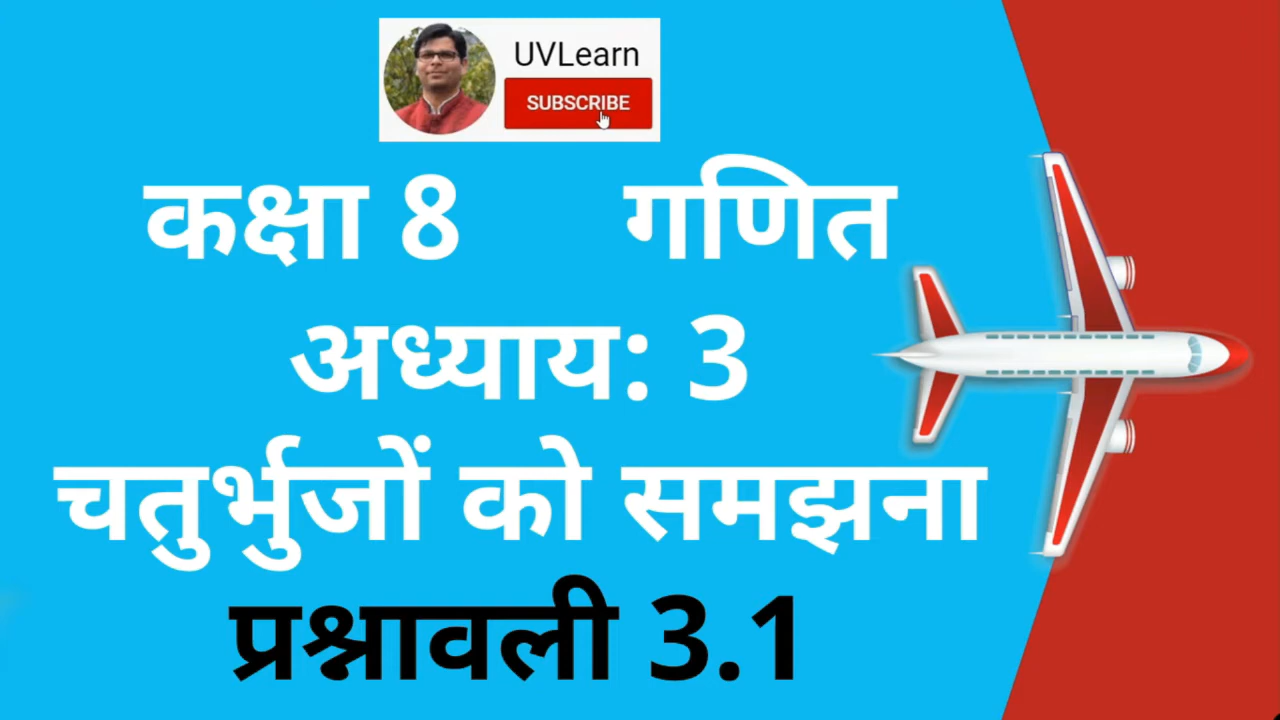 UVLearn
SUBSCRIBE
कक्षा 8 गणित
अध्याय: 3
चतुर्भुजों को समझना
प्रश्नावली 3.1